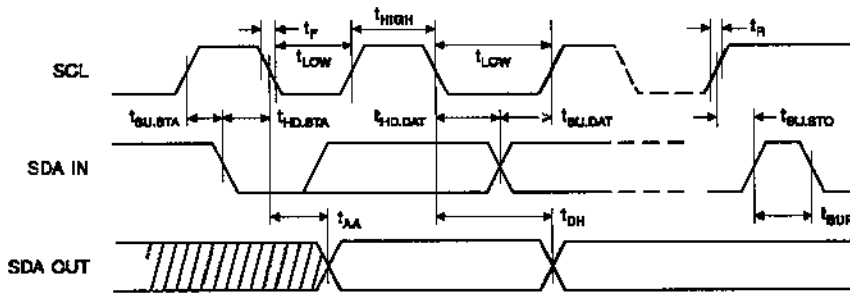 tF
tHIGH
tR
tLOW
tLOW
SCL
tSU.STA
tHD.STA
tHD.DAT
tSU.DAT
tSU.STO
SDA IN
tAA
tDH
tBUF
SDA OUT